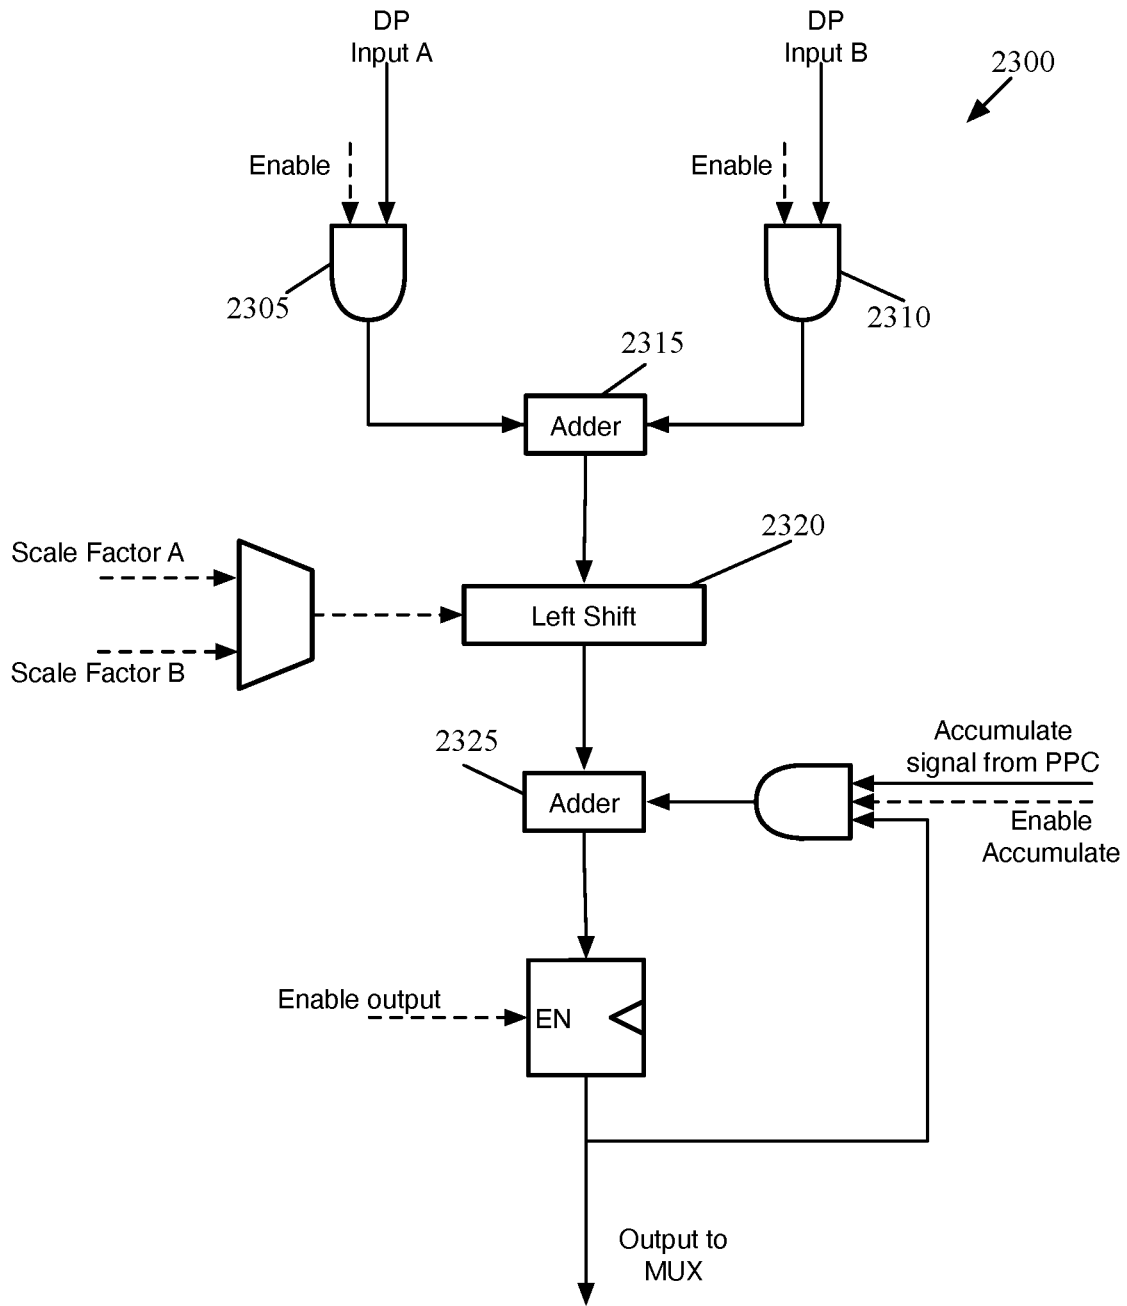 DP
Input A
DP
Input B
2300
Enable
Enable
2305
2310
2315
Adder
2320
Scale Factor A
Left Shift
Scale Factor B
2325
Accumulate
signal from PPC
Adder
Enable
Accumulate
Enable output
EN
Output to
MUX